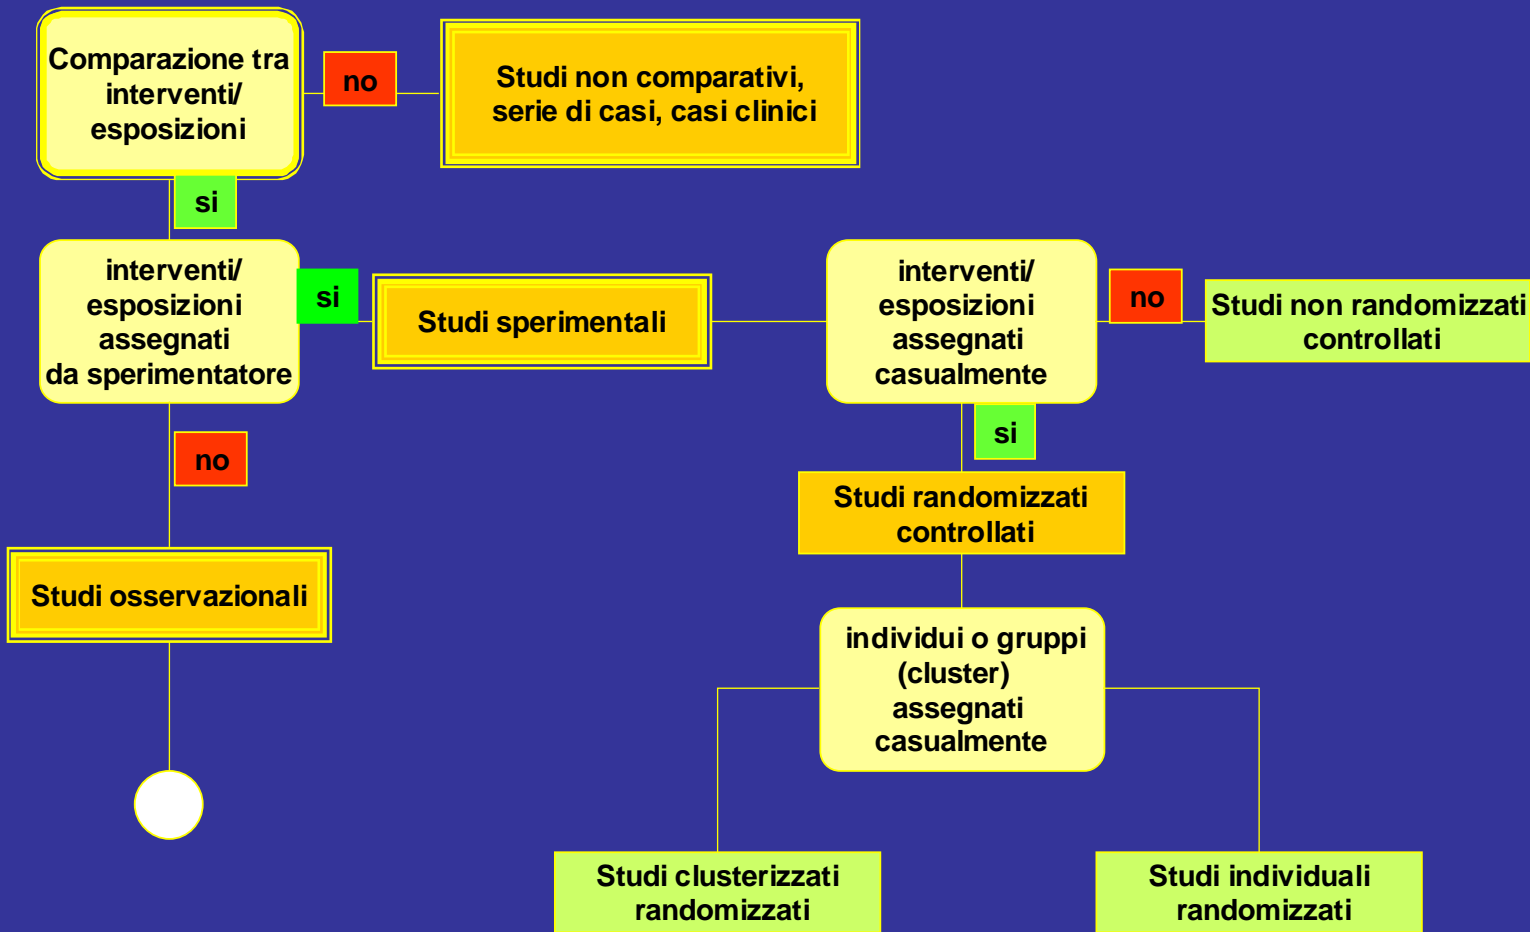 Comparazione tra
interventi/
esposizioni
no
Studi non comparativi,
serie di casi, casi clinici
si
interventi/
esposizioni
assegnati
da sperimentatore
si
Studi sperimentali
interventi/
esposizioni
assegnati
casualmente
no
Studi non randomizzati
controllati
no
si
Studi randomizzati
controllati
Studi osservazionali
individui o gruppi
(cluster)
assegnati
casualmente
Studi clusterizzati
randomizzati
Studi individuali
randomizzati